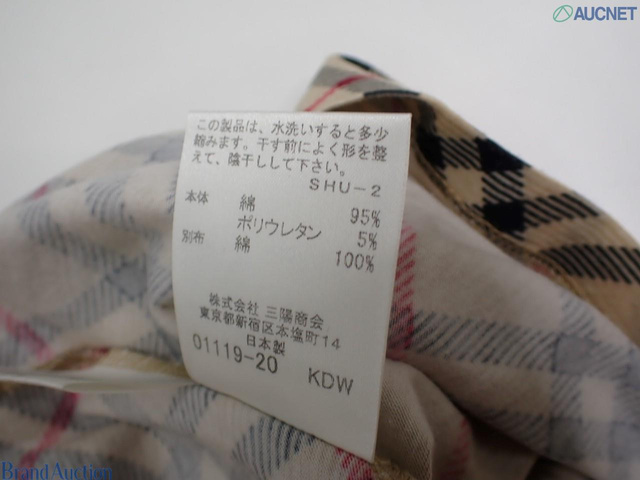 AUCNET
この製品は、水洗いすると多少
縮みます。干す前によく形を整
えて、陰干しして下さい。
SHU-2
本体 綿 95%
ポリウレタン 5%
別布 綿 100%
株式会社 三陽商会
東京都新宿区本塩町14
日本製
01119-20 KDW
Brand Auction